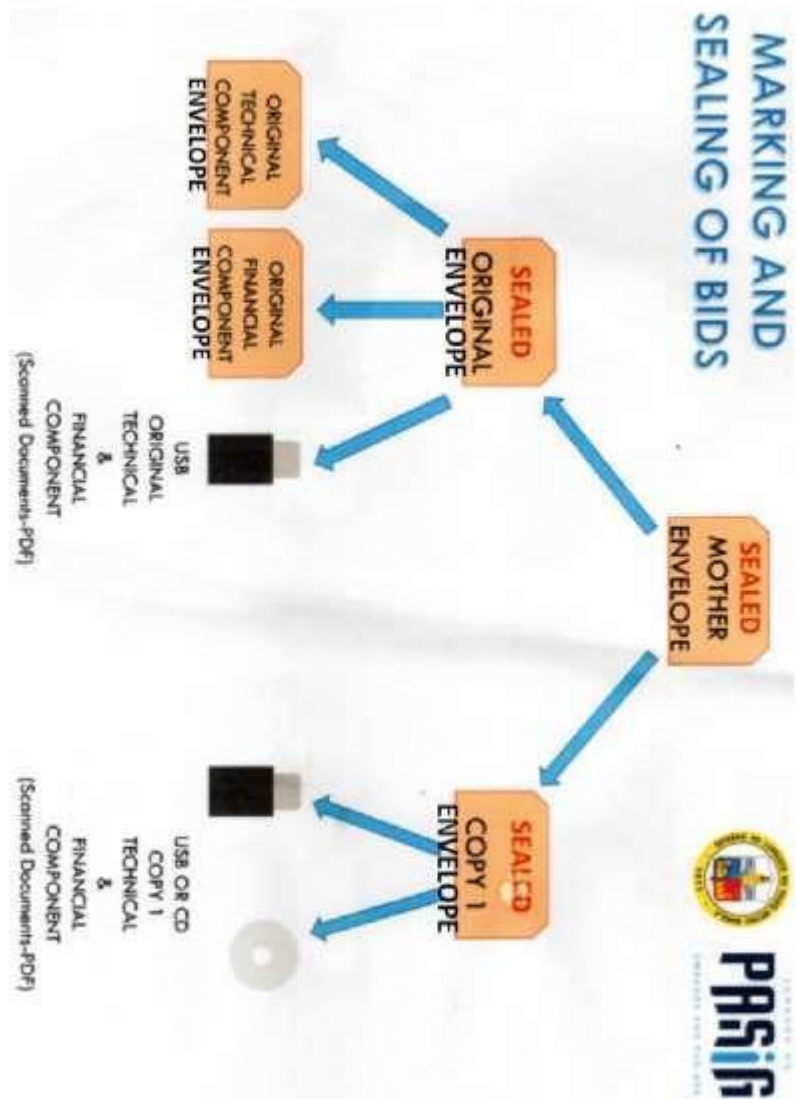 MARKING AND
SEALING OF BIDS
PASIG
SEALED
MOTHER
ENVELOPE
SEALED
ORIGINAL
ENVELOPE
SEALED
COPY 1
ENVELOPE
ORIGINAL
TECHNICAL
COMPONENT
ENVELOPE
ORIGINAL
FINANCIAL
COMPONENT
ENVELOPE
USB
ORIGINAL
TECHNICAL
&
FINANCIAL
COMPONENT
(Scanned Documents-PDF)
USB OR CD
COPY 1
TECHNICAL
&
FINANCIAL
COMPONENT
(Scanned Documents-PDF)